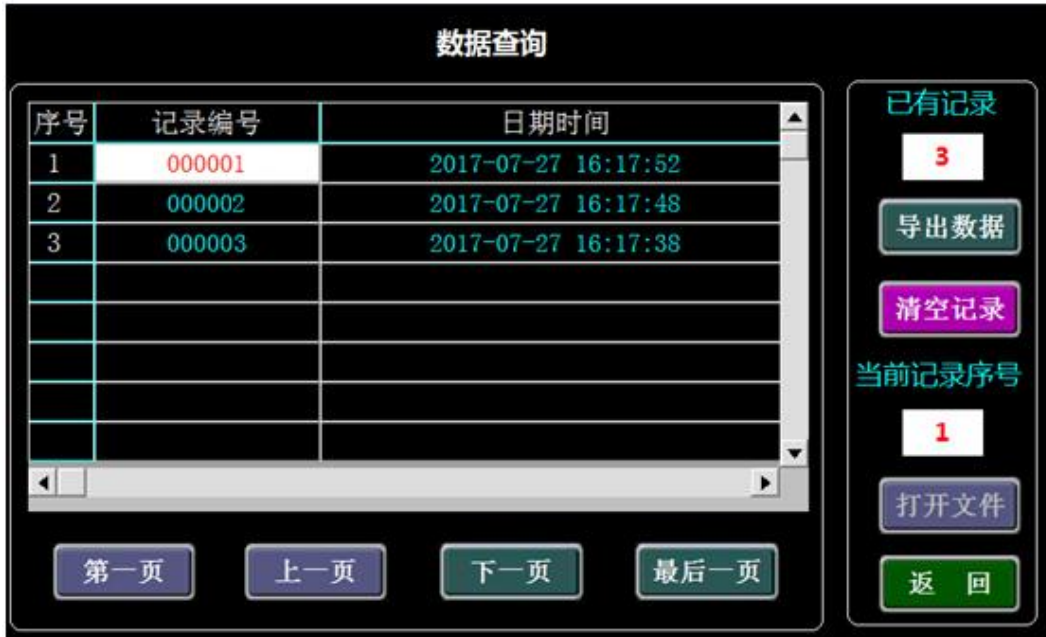 数据查询
序号 记录编号 日期时间
1 000001 2017-07-27 16:17:52
2 000002 2017-07-27 16:17:48
3 000003 2017-07-27 16:17:38
第一页 上一页 下一页 最后一页
已有记录
3
导出数据
清空记录
当前记录序号
1
打开文件
返 回